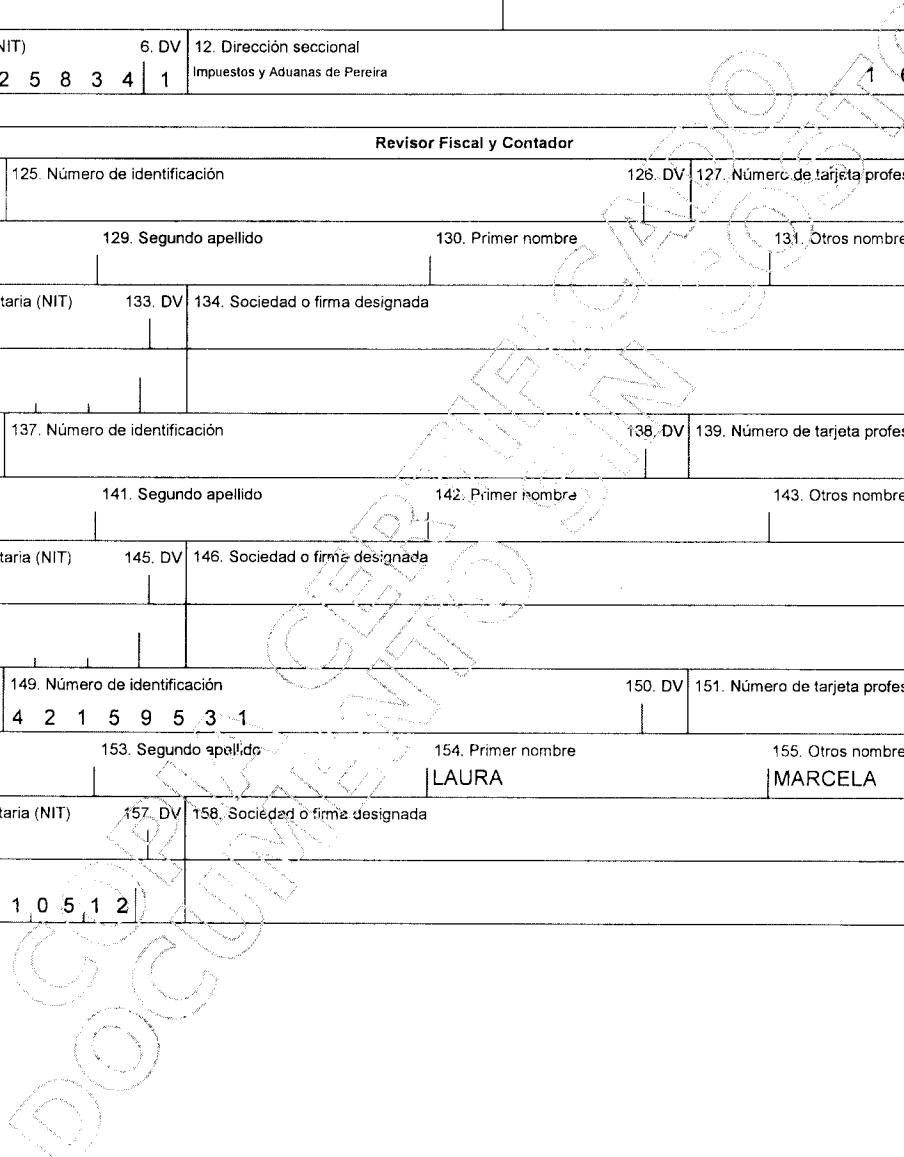 NIT) 6. DV 12. Dirección seccional
2 5 8 3 4 1 Impuestos y Aduanas de Pereira 1 6
Revisor Fiscal y Contador
125. Número de identificación 126. DV 127. Número de tarjeta profes
129. Segundo apellido 130. Primer nombre 131. Otros nombre
taria (NIT) 133. DV 134. Sociedad o firma designada
137. Número de identificación 138. DV 139. Número de tarjeta profes
141. Segundo apellido 142. Primer nombre 143. Otros nombre
taria (NIT) 145. DV 146. Sociedad o firma designada
149. Número de identificación 150. DV 151. Número de tarjeta profes
4 2 1 5 9 5 3 1
153. Segundo apellido 154. Primer nombre 155. Otros nombre
LAURA MARCELA
taria (NIT) 157. DV 158. Sociedad o firma designada
1 0 5 1 2
COPIA CERTIFICADO
DOCUMENTO SIN COSTO